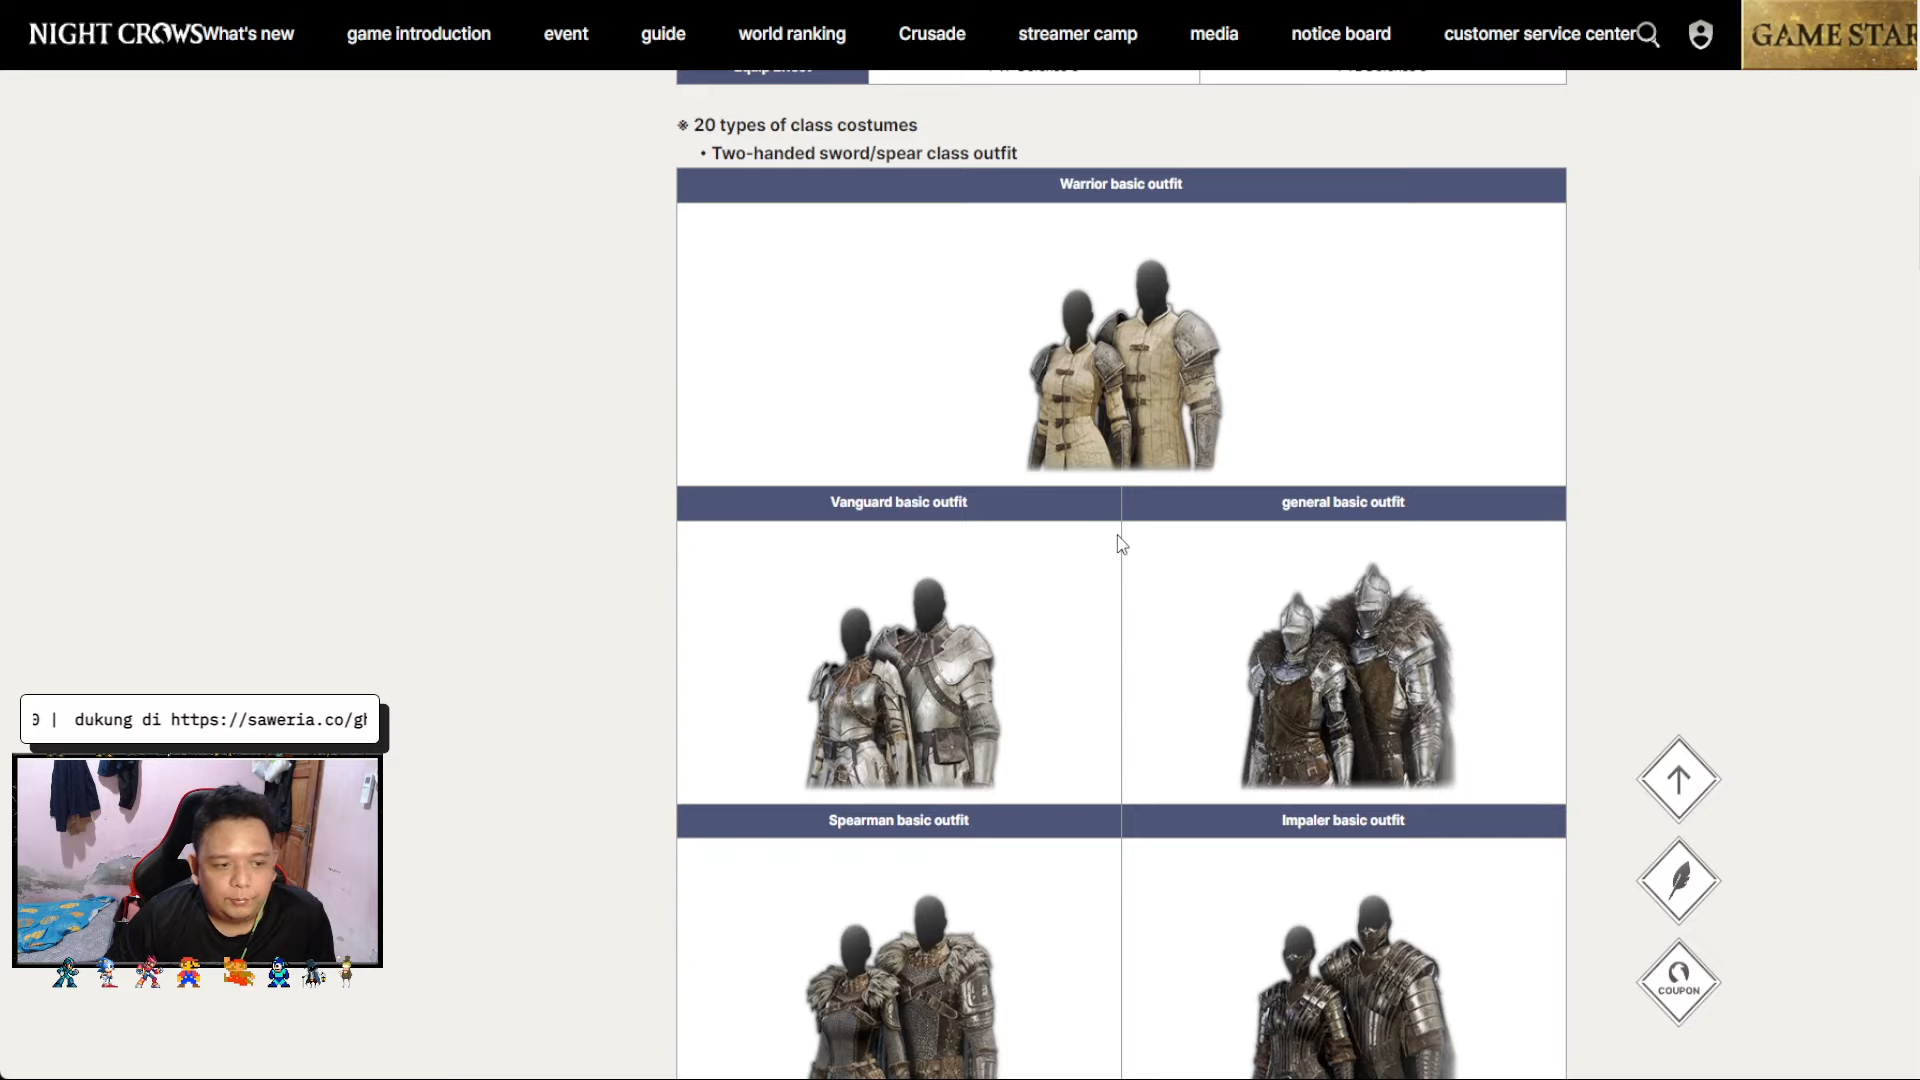 NIGHT CROWS
What's new
game introduction
event
guide
world ranking
Crusade
streamer camp
media
notice board
customer service center
GAME STAR
※ 20 types of class costumes
• Two-handed sword/spear class outfit
Warrior basic outfit
Vanguard basic outfit
general basic outfit
Spearman basic outfit
Impaler basic outfit
| dukung di https://saweria.co/gh
COUPON